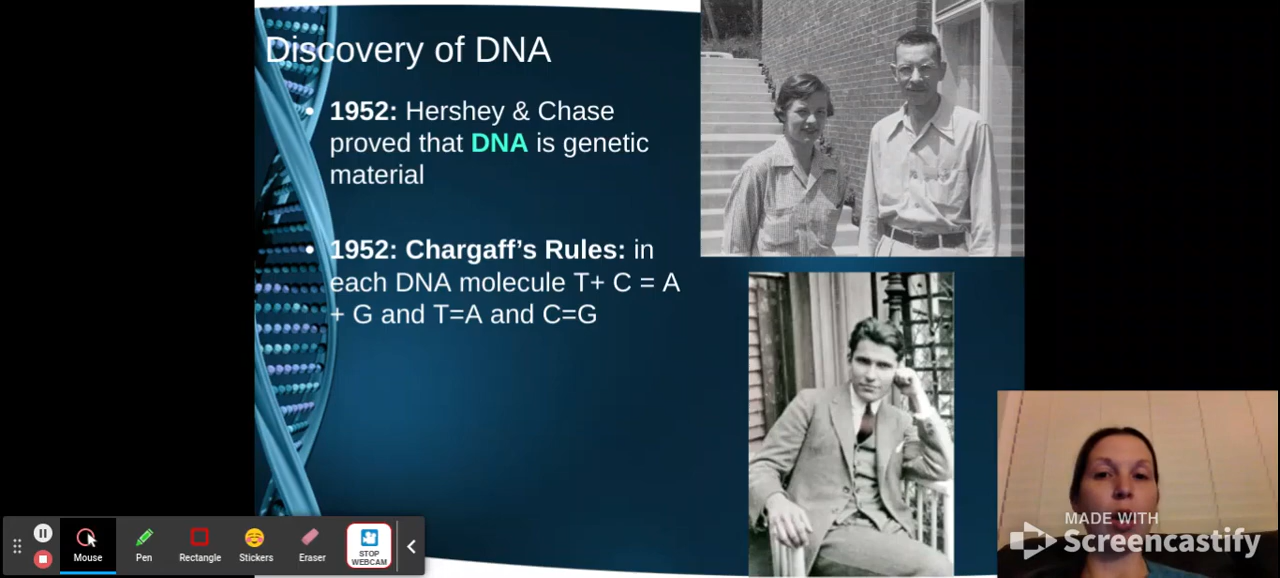 Discovery of DNA
1952: Hershey & Chase
proved that DNA is genetic
material
1952: Chargaff's Rules: in
each DNA molecule T+ C = A
+ G and T=A and C=G
MADE WITH
Screencastify
Mouse
Pen
Rectangle
Stickers
Eraser
STOP
WEBCAM